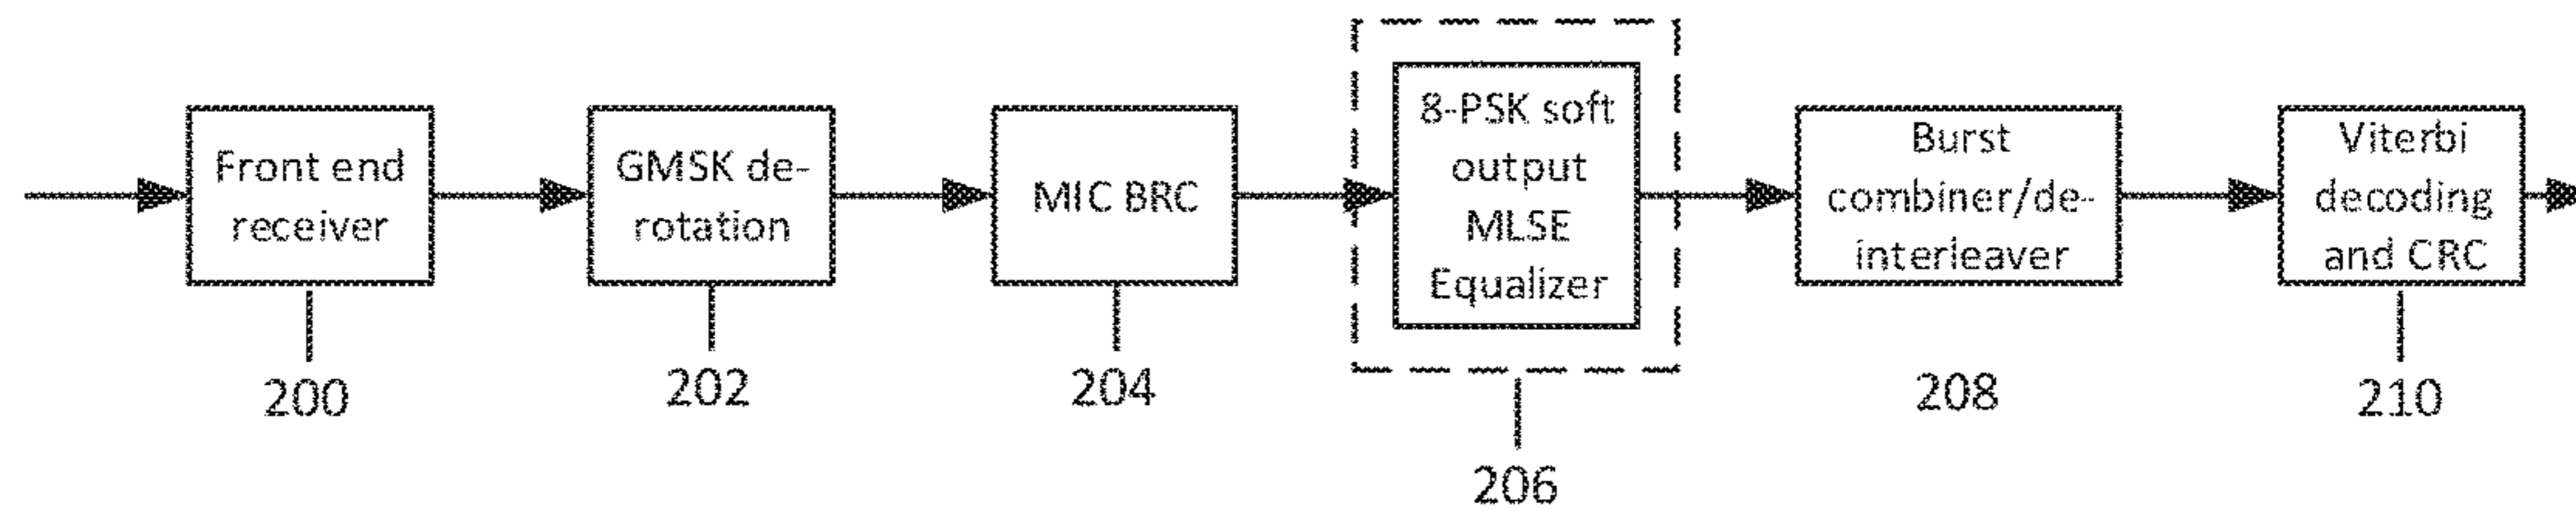 Front end
receiver
200
GMSK de-
rotation
202
MIC BRC
204
8-PSK soft
output
MLSE
Equalizer
206
Burst
combiner/de-
interleaver
208
Viterbi
decoding
and CRC
210